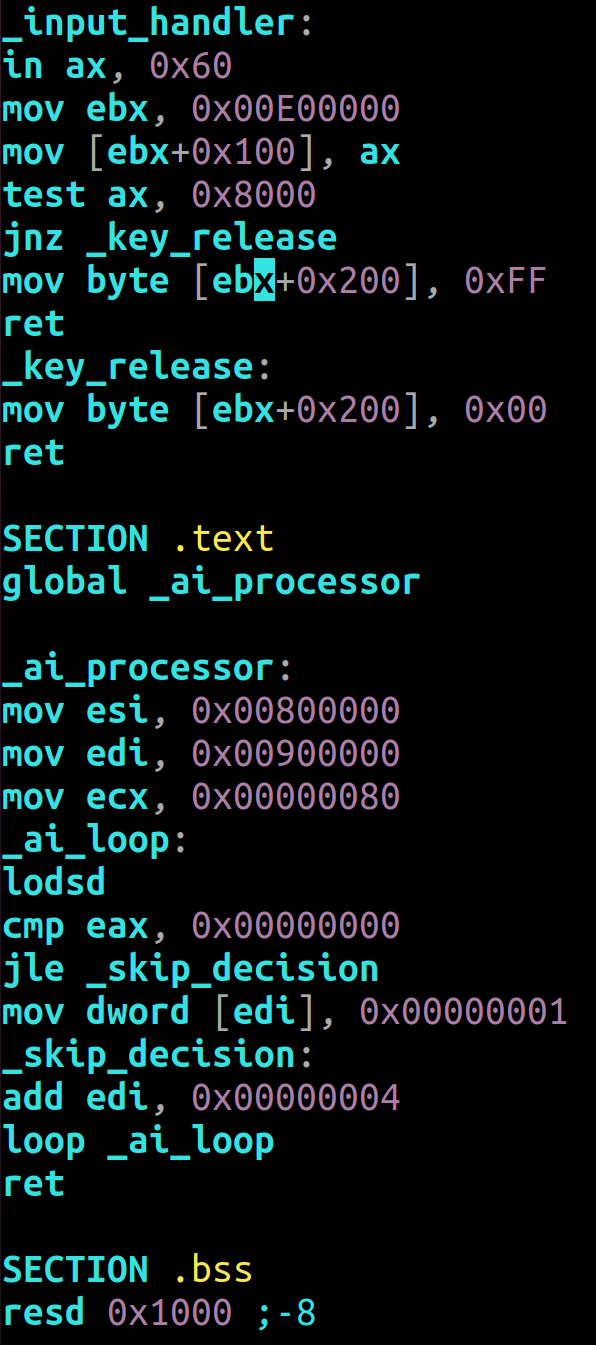 _input_handler:
in ax, 0x60
mov ebx, 0x00E00000
mov [ebx+0x100], ax
test ax, 0x8000
jnz _key_release
mov byte [ebx+0x200], 0xFF
ret
_key_release:
mov byte [ebx+0x200], 0x00
ret
SECTION .text
global _ai_processor
_ai_processor:
mov esi, 0x00800000
mov edi, 0x00900000
mov ecx, 0x00000080
_ai_loop:
lodsd
cmp eax, 0x00000000
jle _skip_decision
mov dword [edi], 0x00000001
_skip_decision:
add edi, 0x00000004
loop _ai_loop
ret
SECTION .bss
resd 0x1000 ;-8